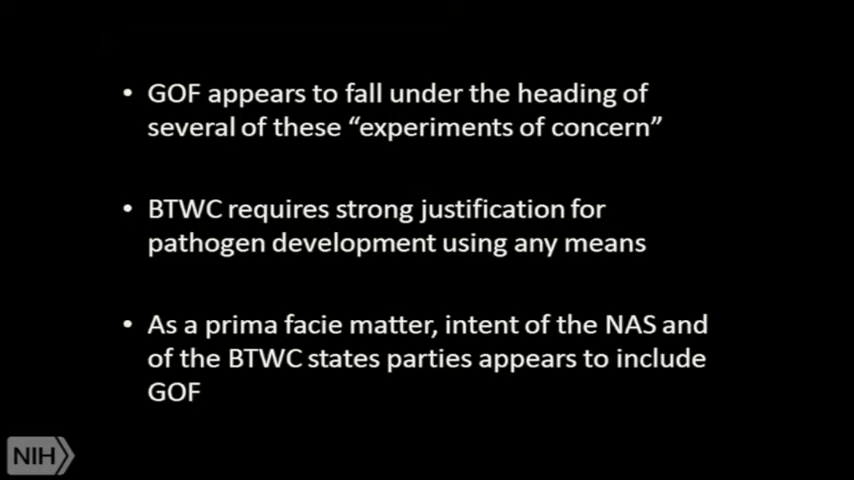 • GOF appears to fall under the heading of
several of these “experiments of concern”
• BTWC requires strong justification for
pathogen development using any means
• As a prima facie matter, intent of the NAS and
of the BTWC states parties appears to include
GOF
NIH